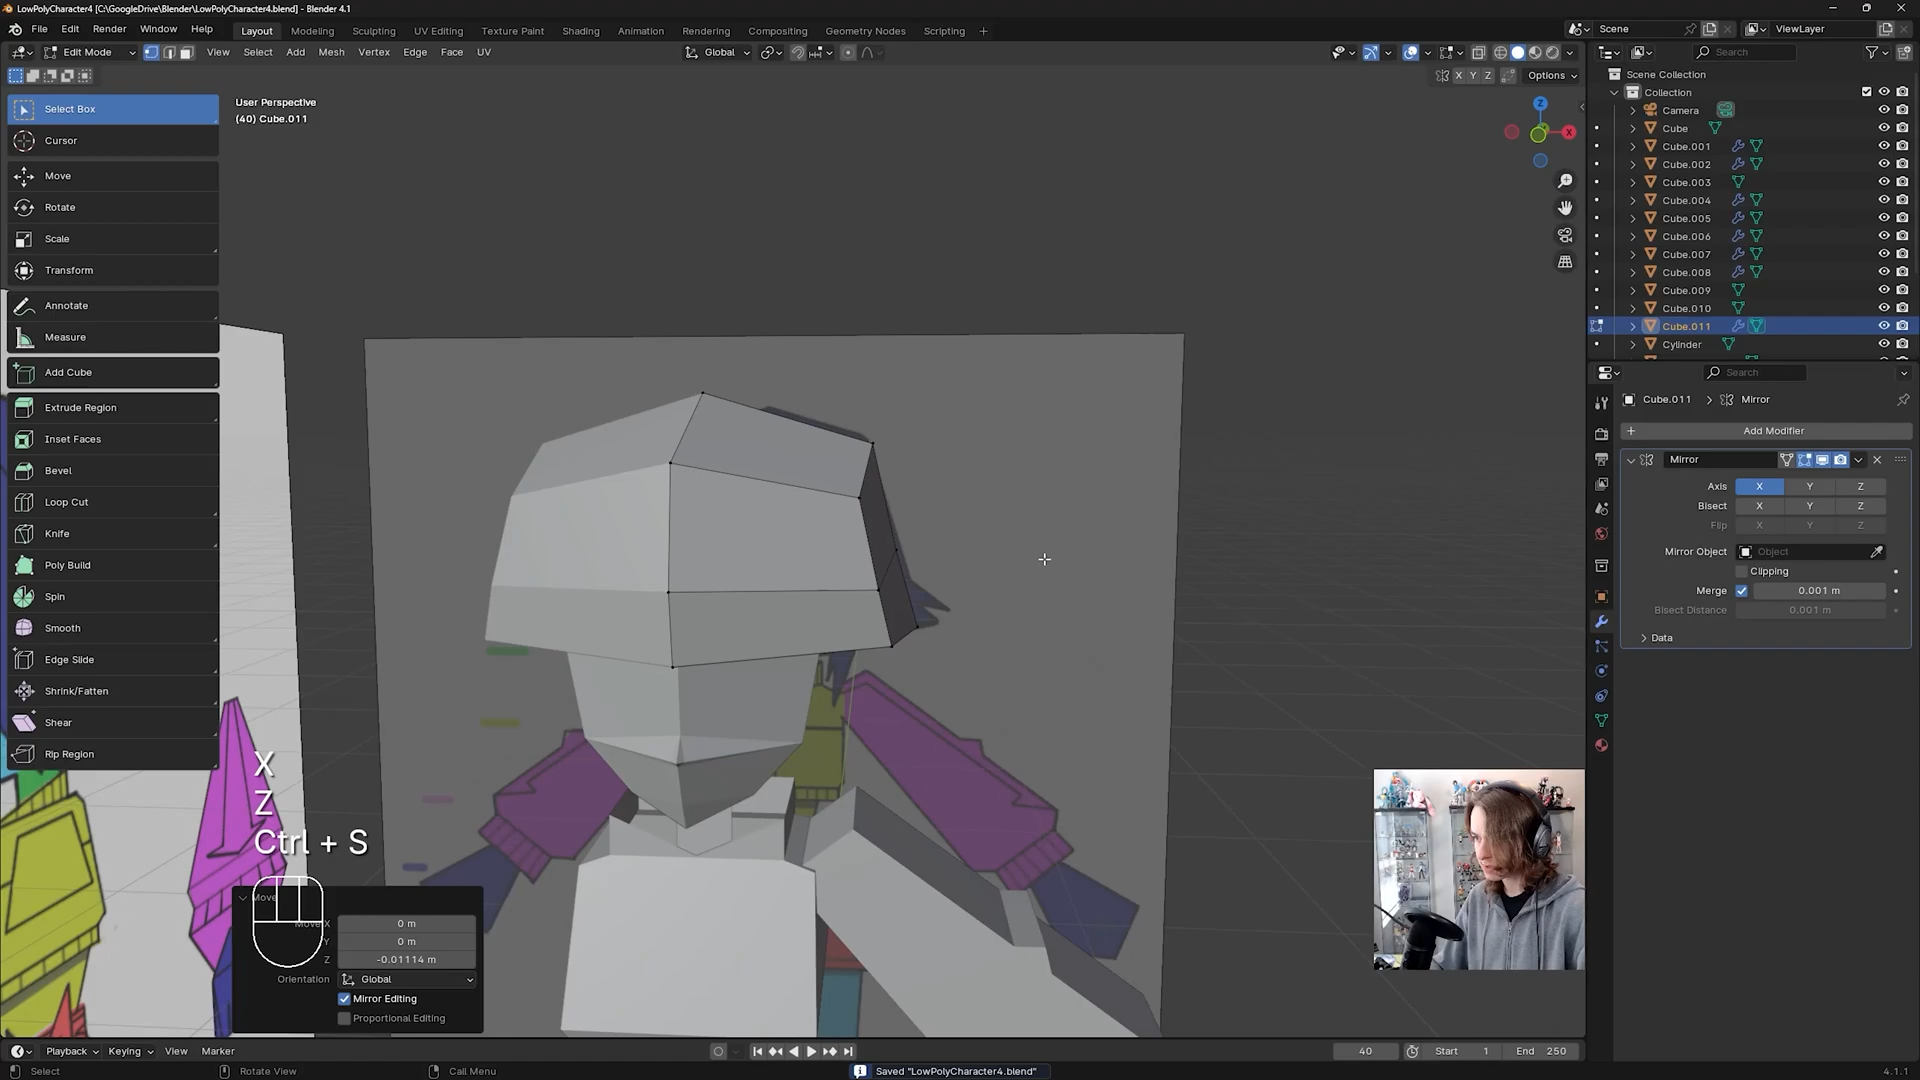 LowPolyCharacter4 [C:\GoogleDrive\Blender\LowPolyCharacter4.blend] - Blender 4.1
File Edit Render Window Help Layout Modeling Sculpting UV Editing Texture Paint Shading Animation Rendering Compositing Geometry Nodes Scripting + Scene ViewLayer
Edit Mode View Select Add Mesh Vertex Edge Face UV Global Search
X Y Z Options
Scene Collection
Collection
Camera
Cube
Cube.001
Cube.002
Cube.003
Cube.004
Cube.005
Cube.006
Cube.007
Cube.008
Cube.009
Cube.010
Cube.011
Cylinder
Select Box
Cursor
Move
Rotate
Scale
Transform
Annotate
Measure
Add Cube
Extrude Region
Inset Faces
Bevel
Loop Cut
Knife
Poly Build
Spin
Smooth
Edge Slide
Shrink/Fatten
Shear
Rip Region
User Perspective
(40) Cube.011
Z
X
Search
Cube.011 > Mirror
+ Add Modifier
Mirror
Axis X Y Z
Bisect X Y Z
Flip X Y Z
Mirror Object Object
Clipping
Merge 0.001 m
Bisect Distance 0.001 m
Data
X
Z
Ctrl + S
Move
Move X 0 m
Y 0 m
Z -0.01114 m
Orientation Global
Mirror Editing
Proportional Editing
Playback Keying View Marker 40 Start 1 End 250
Select Rotate View Call Menu Saved "LowPolyCharacter4.blend" 4.1.1